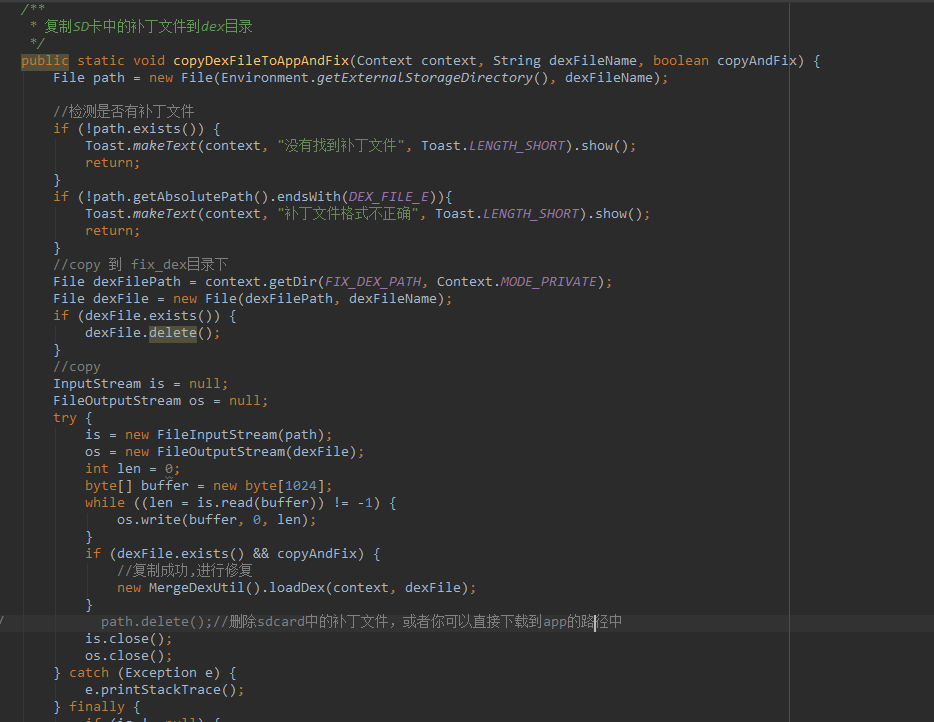 /**
* 复制SD卡中的补丁文件到dex目录
*/
public static void copyDexFileToAppAndFix(Context context, String dexFileName, boolean copyAndFix) {
File path = new File(Environment.getExternalStorageDirectory(), dexFileName);
//检测是否有补丁文件
if (!path.exists()) {
Toast.makeText(context, "没有找到补丁文件", Toast.LENGTH_SHORT).show();
return;
}
if (!path.getAbsolutePath().endsWith(DEX_FILE_E)){
Toast.makeText(context, "补丁文件格式不正确", Toast.LENGTH_SHORT).show();
return;
}
//copy 到 fix_dex目录下
File dexFilePath = context.getDir(FIX_DEX_PATH, Context.MODE_PRIVATE);
File dexFile = new File(dexFilePath, dexFileName);
if (dexFile.exists()) {
dexFile.delete();
}
//copy
InputStream is = null;
FileOutputStream os = null;
try {
is = new FileInputStream(path);
os = new FileOutputStream(dexFile);
int len = 0;
byte[] buffer = new byte[1024];
while ((len = is.read(buffer)) != -1) {
os.write(buffer, 0, len);
}
if (dexFile.exists() && copyAndFix) {
//复制成功,进行修复
new MergeDexUtil().loadDex(context, dexFile);
}
/ path.delete();//删除sdcard中的补丁文件，或者你可以直接下载到app的路径中
is.close();
os.close();
} catch (Exception e) {
e.printStackTrace();
} finally {
if (is != null) {